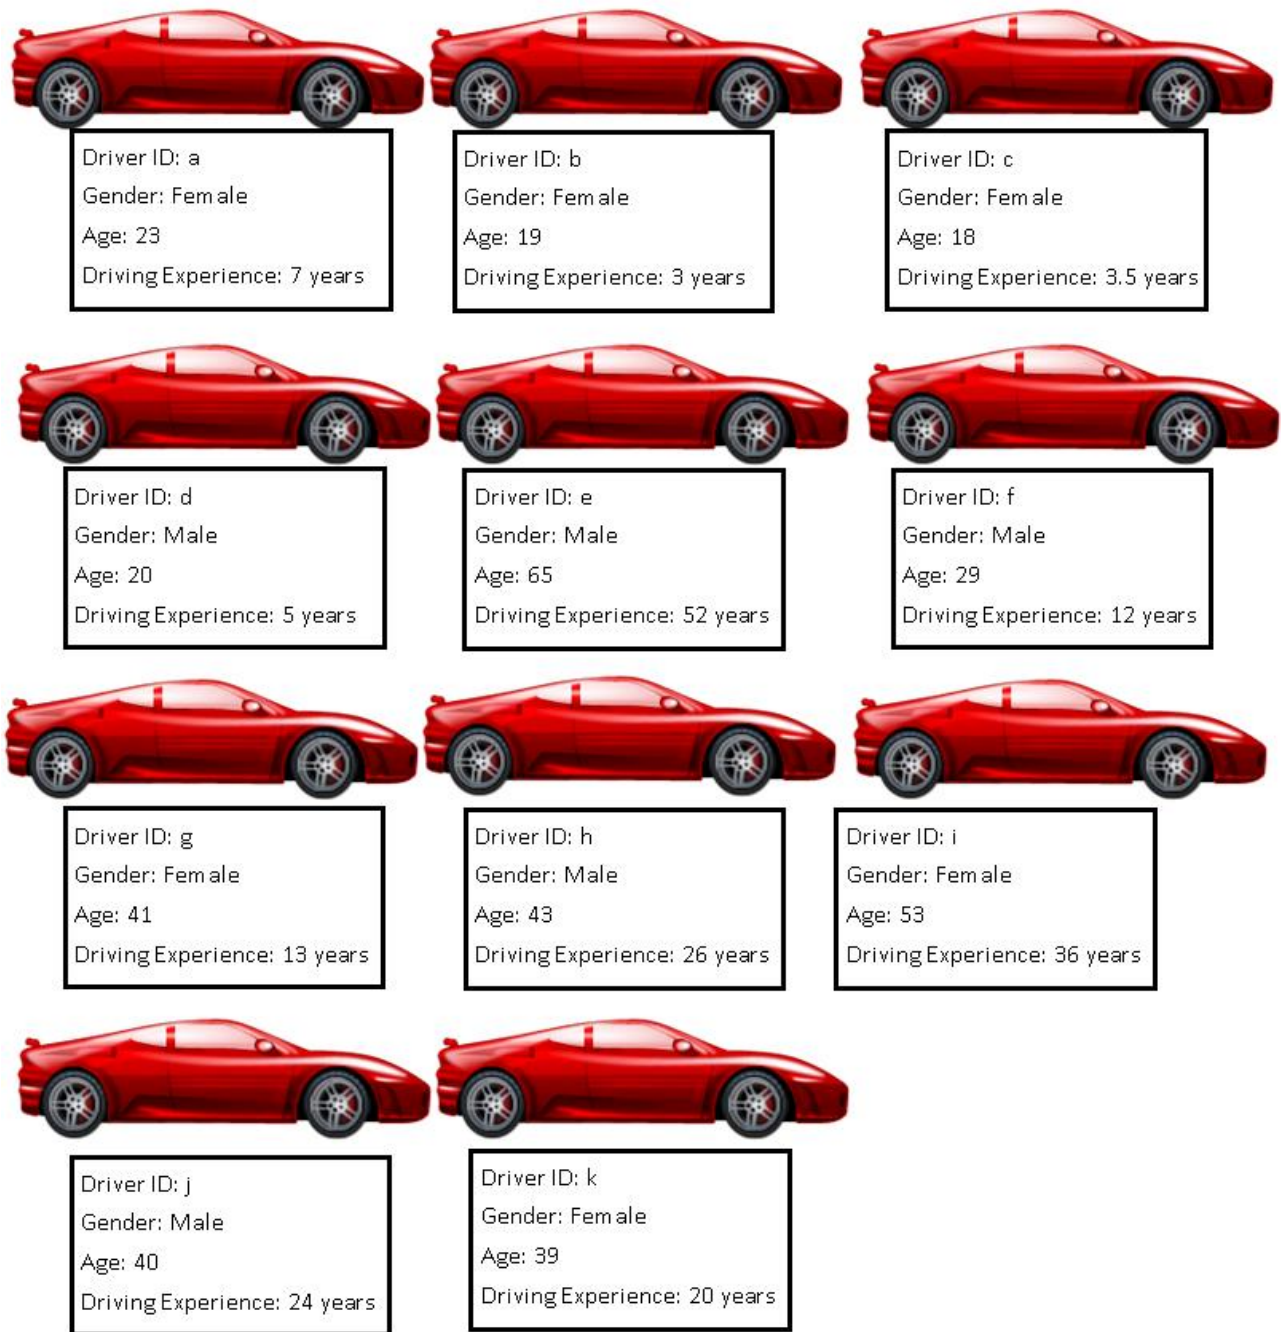 Driver ID: a
Gender: Female
Age: 23
Driving Experience: 7 years
Driver ID: b
Gender: Female
Age: 19
Driving Experience: 3 years
Driver ID: c
Gender: Female
Age: 18
Driving Experience: 3.5 years
Driver ID: d
Gender: Male
Age: 20
Driving Experience: 5 years
Driver ID: e
Gender: Male
Age: 65
Driving Experience: 52 years
Driver ID: f
Gender: Male
Age: 29
Driving Experience: 12 years
Driver ID: g
Gender: Female
Age: 41
Driving Experience: 13 years
Driver ID: h
Gender: Male
Age: 43
Driving Experience: 26 years
Driver ID: i
Gender: Female
Age: 53
Driving Experience: 36 years
Driver ID: j
Gender: Male
Age: 40
Driving Experience: 24 years
Driver ID: k
Gender: Female
Age: 39
Driving Experience: 20 years